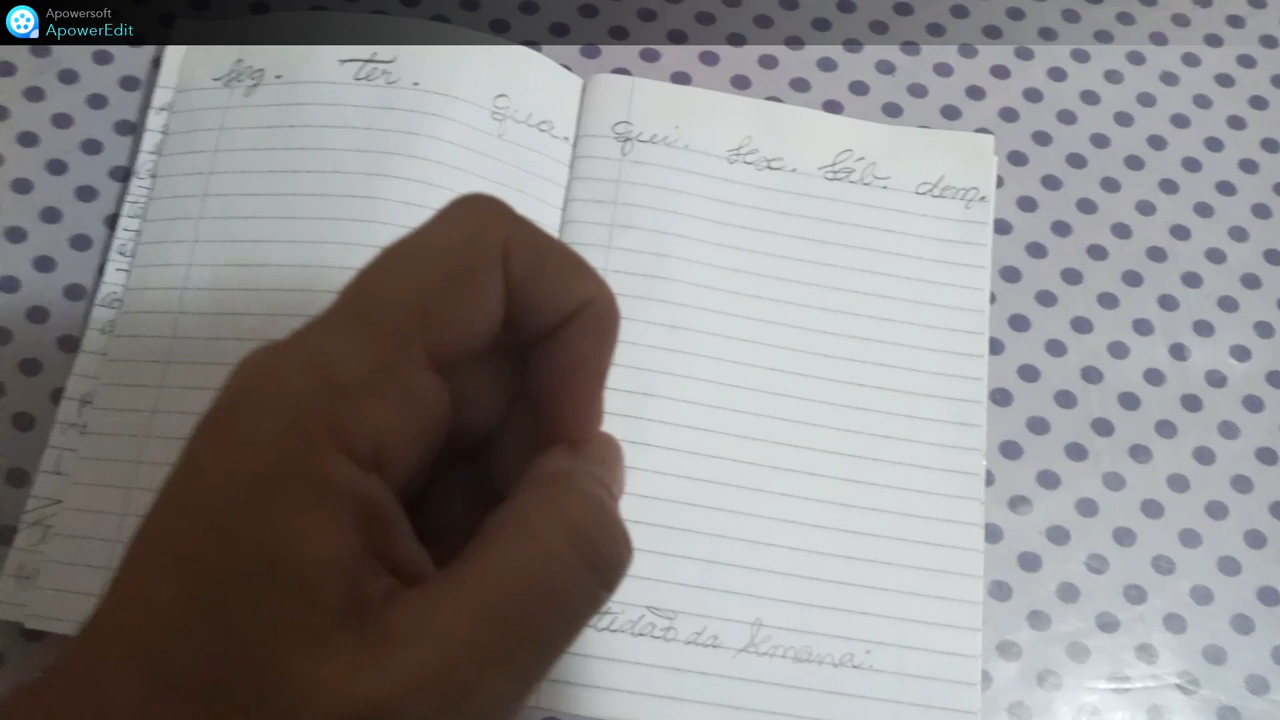 Apowersoft
ApowerEdit
seg. ter. qua. qui. sex. sáb. dom.
da semana: